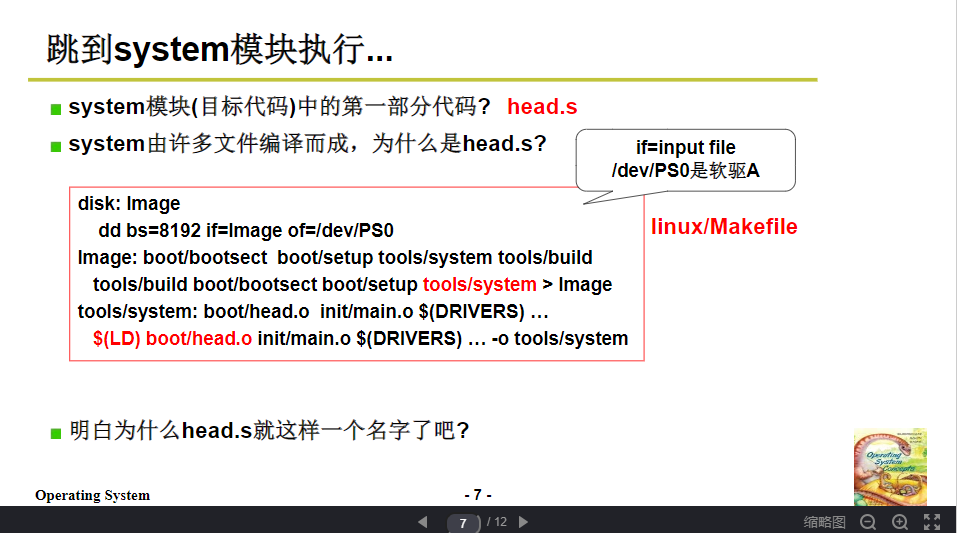 跳到system模块执行...
system模块(目标代码)中的第一部分代码? head.s
system由许多文件编译而成，为什么是head.s?
if=input file
/dev/PS0是软驱A
disk: Image
dd bs=8192 if=Image of=/dev/PS0
linux/Makefile
Image: boot/bootsect boot/setup tools/system tools/build
tools/build boot/bootsect boot/setup tools/system > Image
tools/system: boot/head.o init/main.o $(DRIVERS) …
$(LD) boot/head.o init/main.o $(DRIVERS) … -o tools/system
明白为什么head.s就这样一个名字了吧?
Operating
System
Concepts
Operating System
- 7 -
7 / 12
缩略图